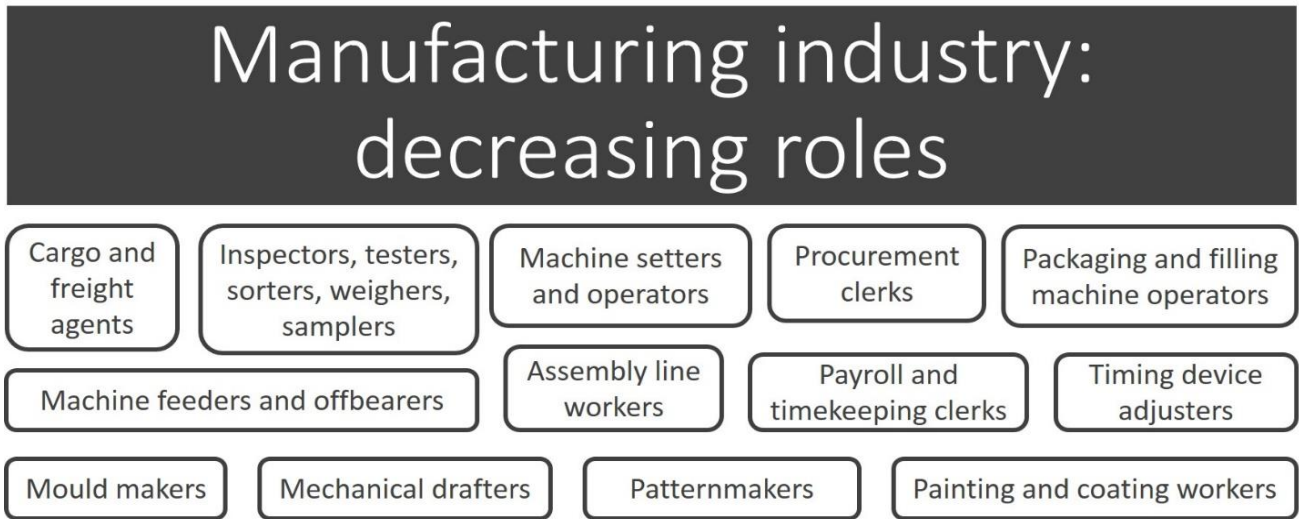 Manufacturing industry:
decreasing roles
Cargo and
freight
agents
Inspectors, testers,
sorters, weighers,
samplers
Machine setters
and operators
Procurement
clerks
Packaging and filling
machine operators
Machine feeders and offbearers
Assembly line
workers
Payroll and
timekeeping clerks
Timing device
adjusters
Mould makers
Mechanical drafters
Patternmakers
Painting and coating workers